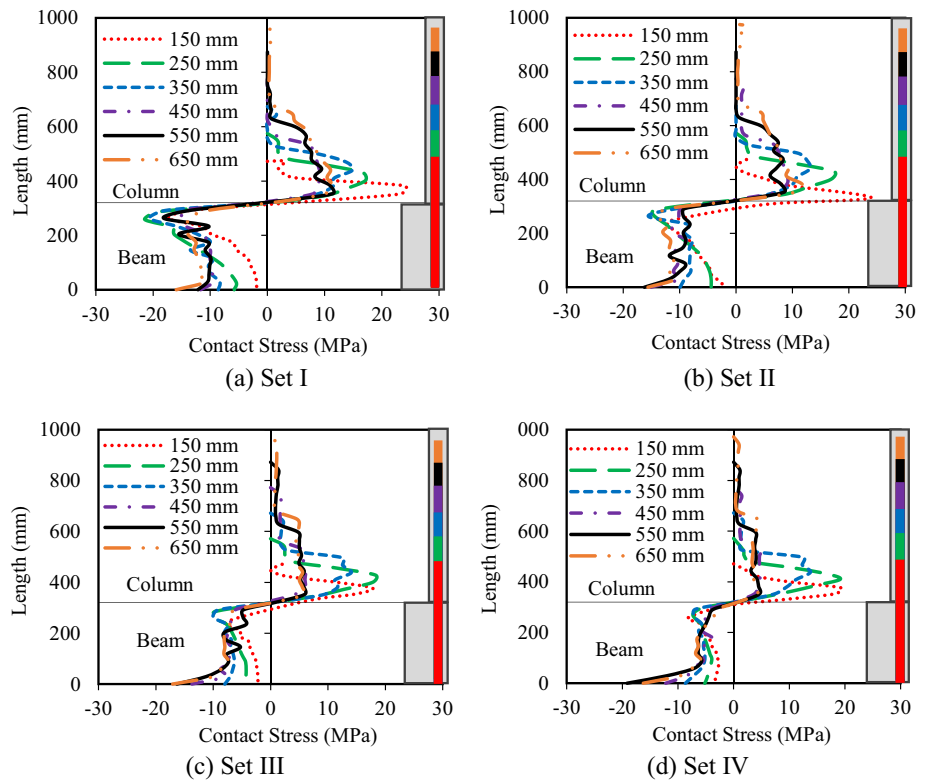 1000
800
600
400
200
0
-30 -20 -10 0 10 20 30
Length (mm)
Contact Stress (MPa)
150 mm
250 mm
350 mm
450 mm
550 mm
650 mm
Column
Beam
(a) Set I
1000
800
600
400
200
0
-30 -20 -10 0 10 20 30
Length (mm)
Contact Stress (MPa)
150 mm
250 mm
350 mm
450 mm
550 mm
650 mm
Column
Beam
(b) Set II
1000
800
600
400
200
0
-30 -20 -10 0 10 20 30
Length (mm)
Contact Stress (MPa)
150 mm
250 mm
350 mm
450 mm
550 mm
650 mm
Column
Beam
(c) Set III
1000
800
600
400
200
0
-30 -20 -10 0 10 20 30
Length (mm)
Contact Stress (MPa)
150 mm
250 mm
350 mm
450 mm
550 mm
650 mm
Column
Beam
(d) Set IV